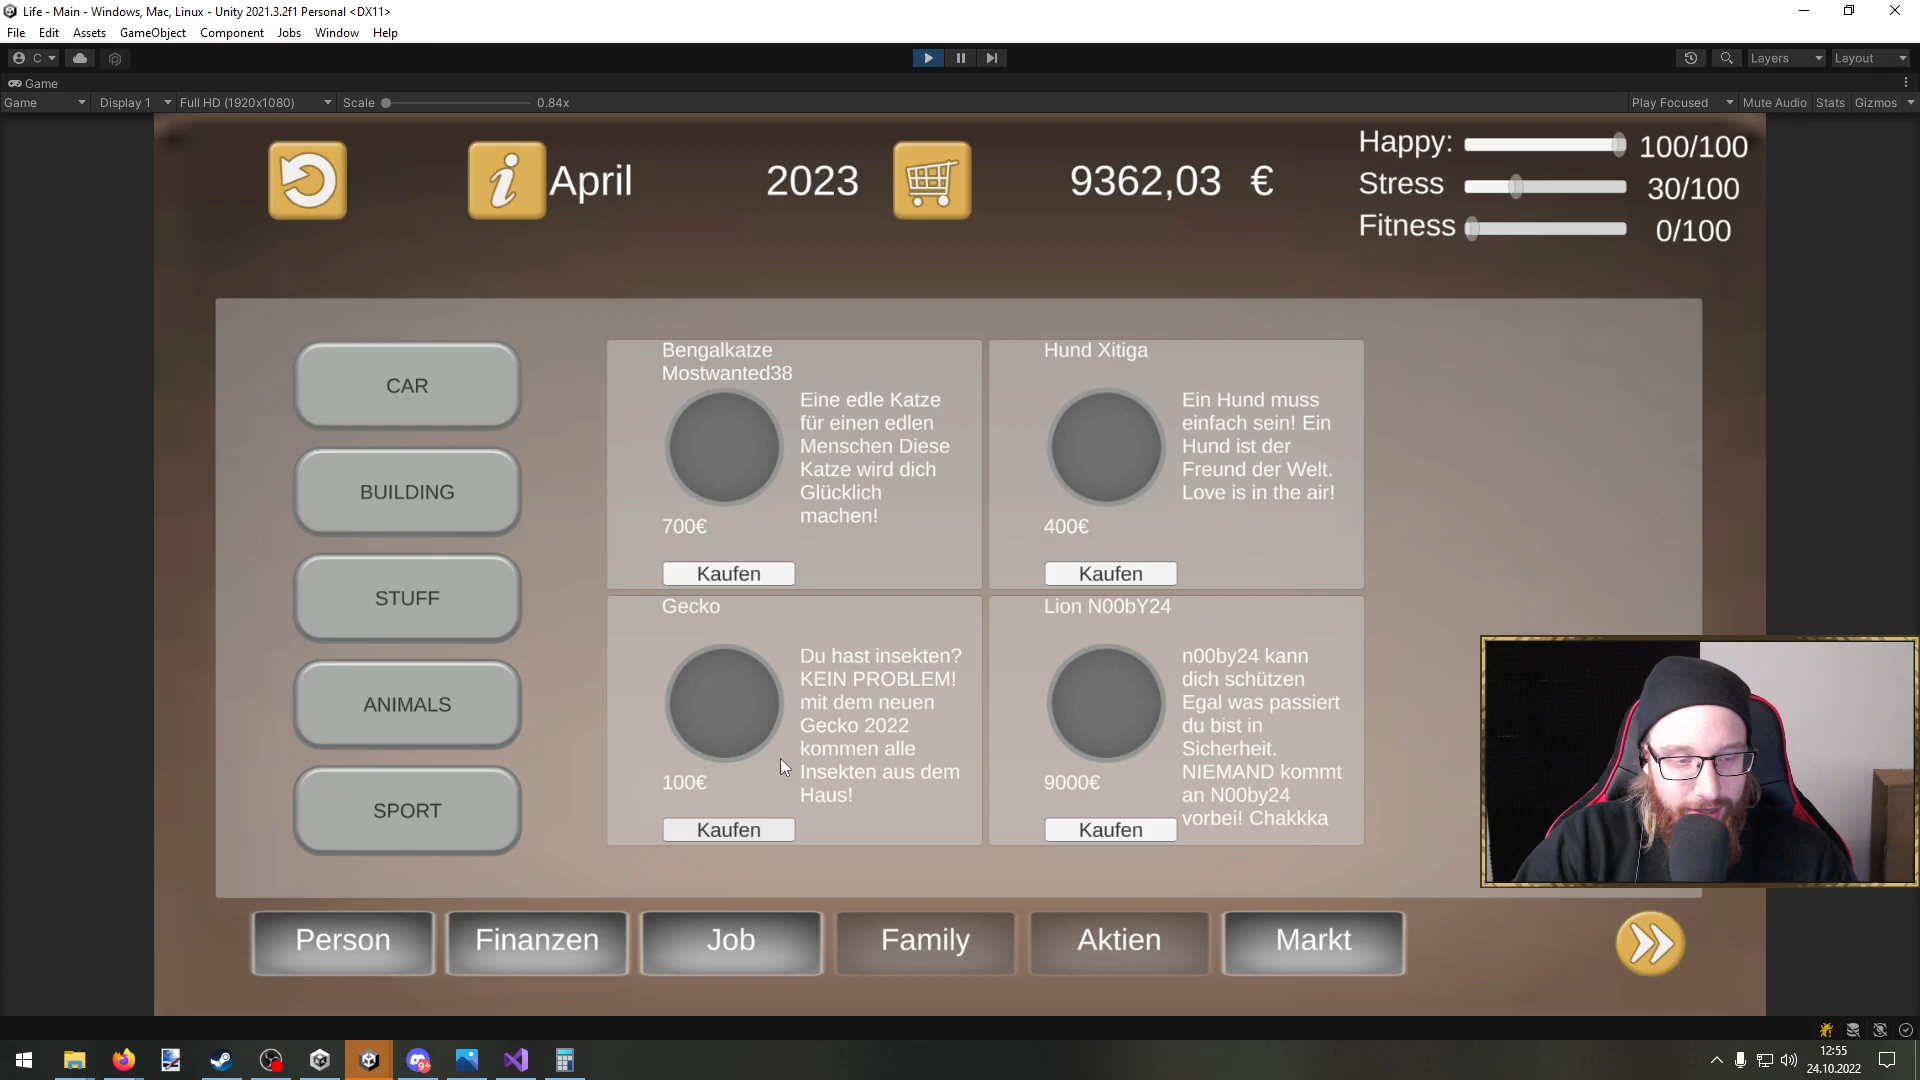 Life - Main - Windows, Mac, Linux - Unity 2021.3.2f1 Personal <DX11>
File Edit Assets GameObject Component Jobs Window Help
C Layers Layout
Game
Game Display 1 Full HD (1920x1080) Scale 0.84x Play Focused Mute Audio Stats Gizmos
April 2023 9362,03 €
Happy: 100/100
Stress 30/100
Fitness 0/100
CAR
BUILDING
STUFF
ANIMALS
SPORT
Bengalkatze
Mostwanted38
Eine edle Katze
für einen edlen
Menschen Diese
Katze wird dich
Glücklich
machen!
700€
Kaufen
Hund Xitiga
Ein Hund muss
einfach sein! Ein
Hund ist der
Freund der Welt.
Love is in the air!
400€
Kaufen
Gecko
Du hast insekten?
KEIN PROBLEM!
mit dem neuen
Gecko 2022
kommen alle
Insekten aus dem
Haus!
100€
Kaufen
Lion N00bY24
n00by24 kann
dich schützen
Egal was passiert
du bist in
Sicherheit.
NIEMAND kommt
an N00by24
vorbei! Chakkka
9000€
Kaufen
Person Finanzen Job Family Aktien Markt
9+
12:55
24.10.2022